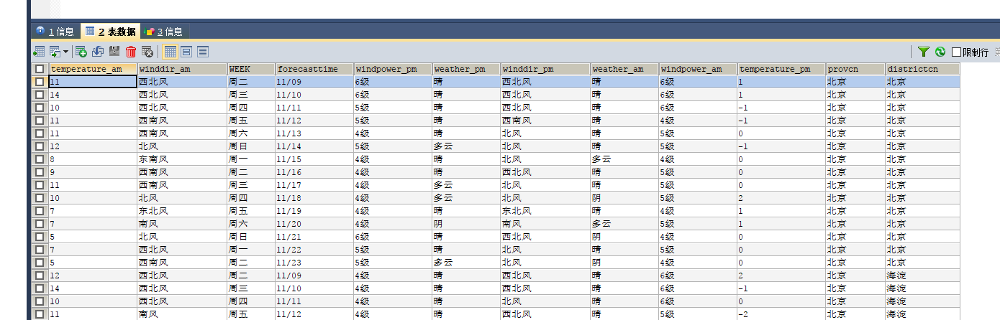 1 信息 2 表数据 3 信息
限制行
temperature_am winddir_am WEEK forecasttime windpower_pm weather_pm winddir_pm weather_am windpower_am temperature_pm provcn districtcn
11 西北风 周二 11/09 6级 晴 西北风 晴 6级 1 北京 北京
14 西北风 周三 11/10 6级 晴 西北风 晴 6级 1 北京 北京
10 西北风 周四 11/11 5级 晴 西北风 晴 6级 -1 北京 北京
11 西南风 周五 11/12 5级 晴 西南风 晴 4级 -1 北京 北京
11 西南风 周六 11/13 4级 晴 北风 晴 5级 0 北京 北京
12 北风 周日 11/14 5级 多云 北风 晴 5级 -1 北京 北京
8 东南风 周一 11/15 4级 晴 北风 多云 4级 0 北京 北京
9 西南风 周二 11/16 4级 晴 西北风 晴 5级 0 北京 北京
11 西南风 周三 11/17 4级 多云 北风 晴 5级 0 北京 北京
10 北风 周四 11/18 4级 多云 北风 阴 5级 2 北京 北京
7 东北风 周五 11/19 4级 晴 东北风 晴 4级 1 北京 北京
7 南风 周六 11/20 4级 阴 南风 多云 5级 1 北京 北京
5 北风 周日 11/21 6级 晴 西北风 阴 4级 0 北京 北京
7 西北风 周一 11/22 5级 晴 北风 晴 5级 0 北京 北京
5 西南风 周二 11/23 5级 多云 北风 阴 4级 0 北京 北京
12 西北风 周二 11/09 4级 晴 西北风 晴 6级 2 北京 海淀
14 西北风 周三 11/10 4级 晴 西北风 晴 6级 -1 北京 海淀
10 西北风 周四 11/11 4级 晴 北风 晴 6级 0 北京 海淀
11 南风 周五 11/12 4级 晴 西北风 晴 5级 -2 北京 海淀